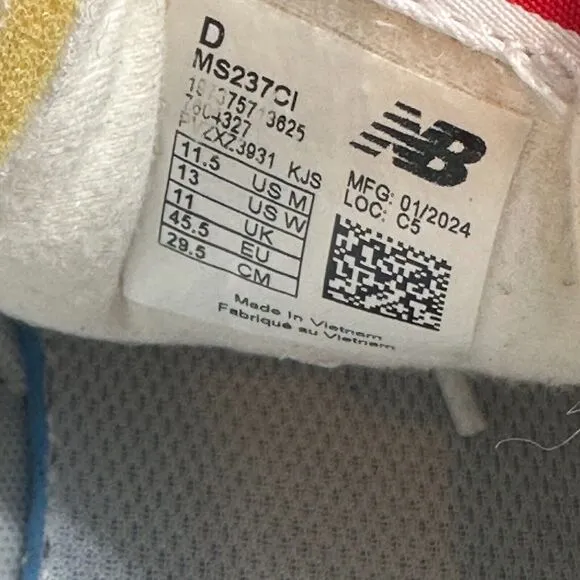 D
MS237CI
KJS
11.5 US M
13 US W
11 UK
45.5 EU
29.5 CM
NB
MFG: 01/2024
LOC: C5
Made in Vietnam
Fabriqué au Vietnam